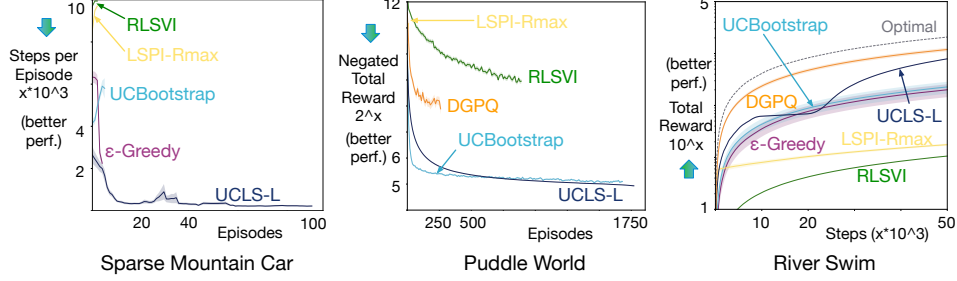 10
RLSVI
Steps per
Episode
x*10^3
LSPI-Rmax
6
UCBootstrap
(better
perf.)
4
ε-Greedy
2
UCLS-L
20
40
100
Episodes
Sparse Mountain Car
12
LSPI-Rmax
Negated
Total
Reward
2^x
RLSVI
DGPQ
(better
perf.)
UCBootstrap
6
5
UCLS-L
250 500
1750
Episodes
Puddle World
5
UCBootstrap
Optimal
(better
perf.)
DGPQ
Total
Reward
10^x
UCLS-L
ε-Greedy
LSPI-Rmax
RLSVI
1
10
20
50
Steps (x*10^3)
River Swim